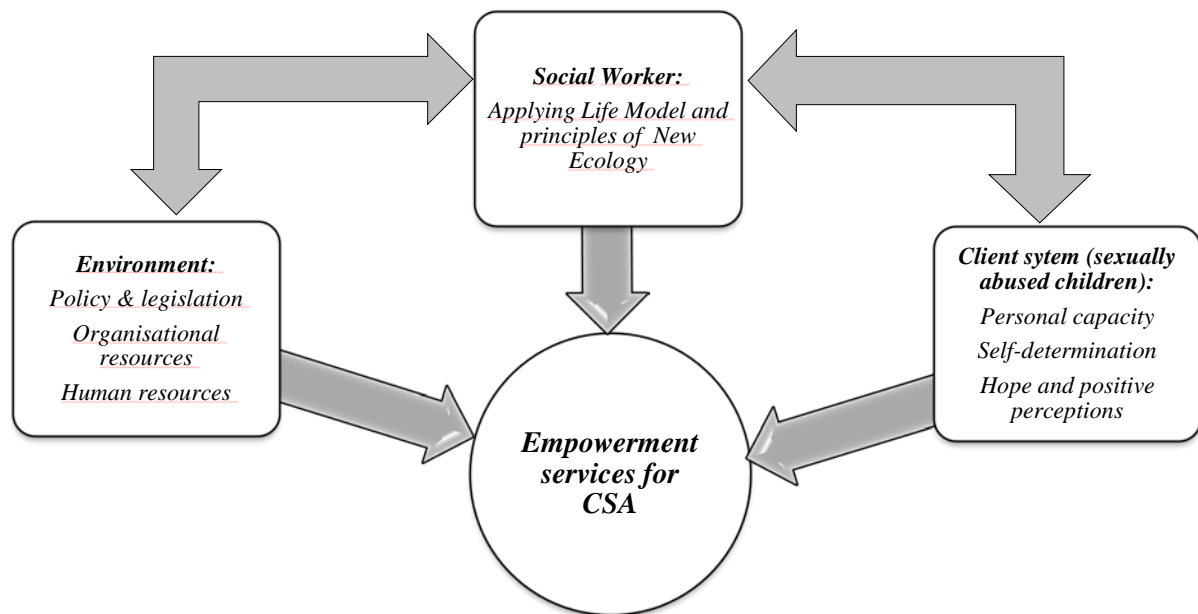 Social Worker:
Applying Life Model and
principles of New
Ecology
Environment:
Policy & legislation
Organisational
resources
Human resources
Client sytem (sexually
abused children):
Personal capacity
Self-determination
Hope and positive
perceptions
Empowerment
services for
CSA